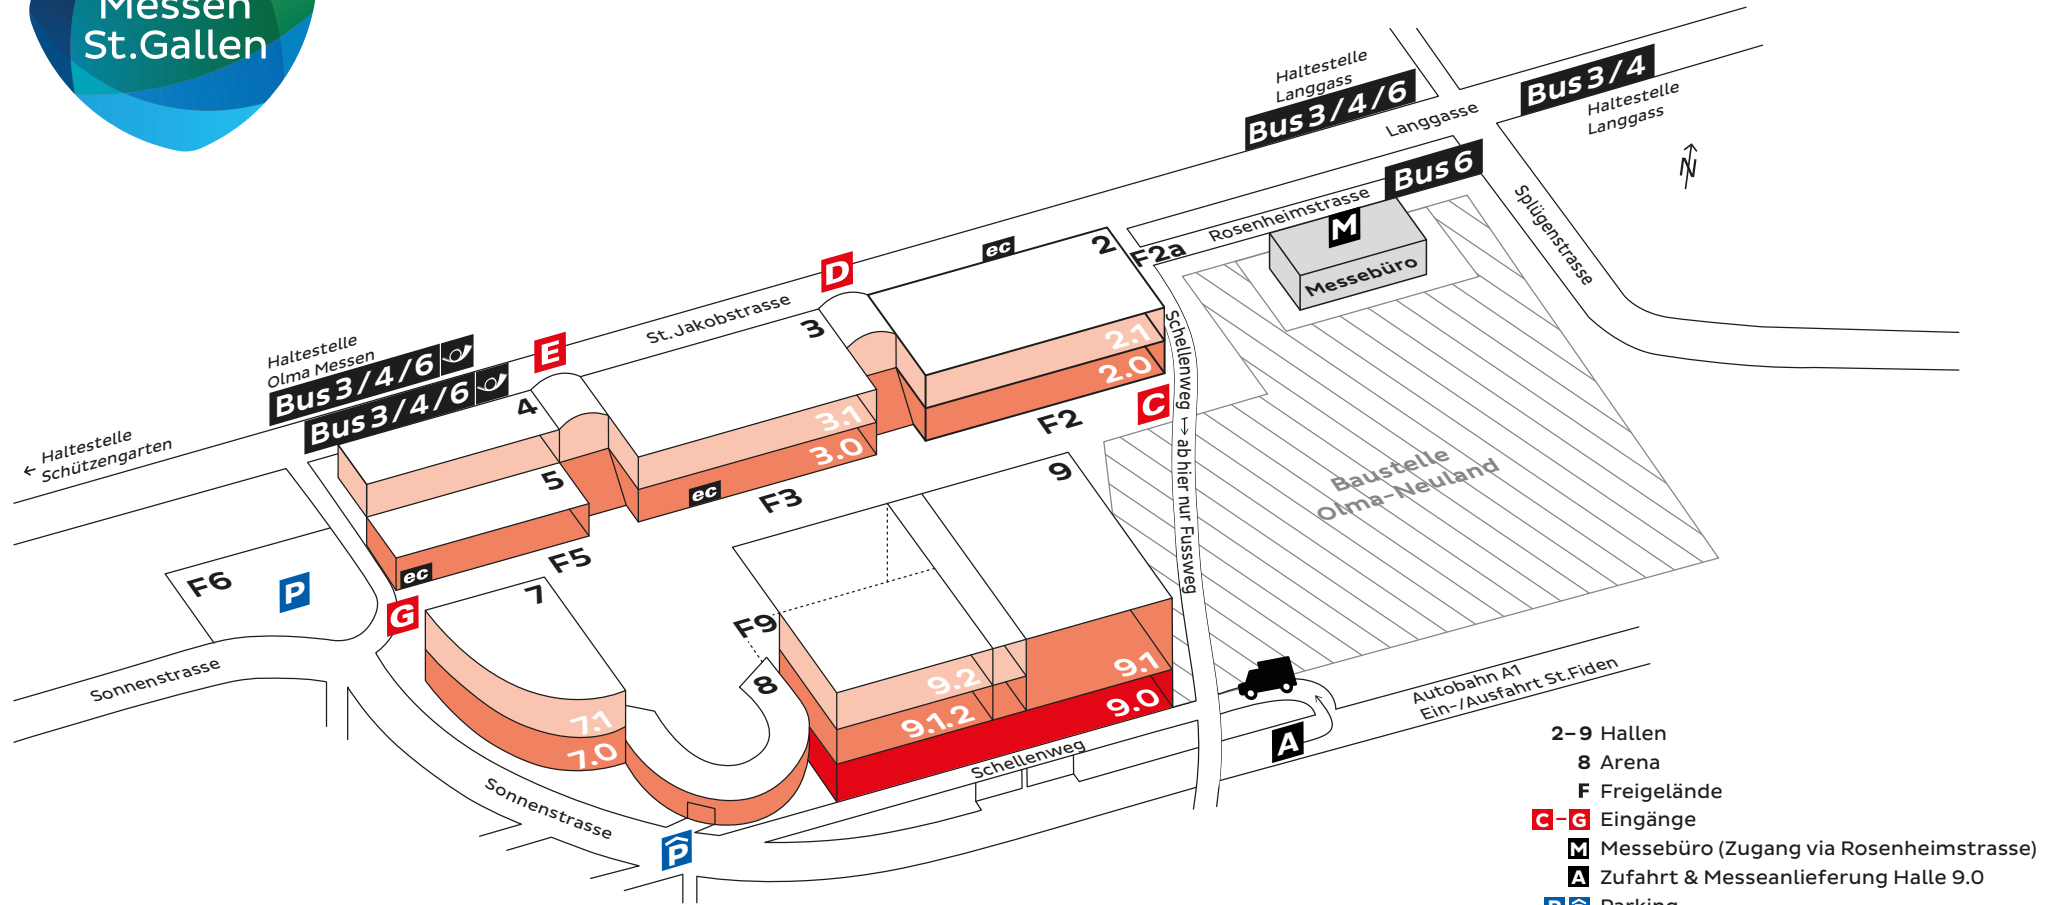 Messen
St.Gallen
Haltestelle
Langgass
Bus 3/4/6
Bus 3/4
Haltestelle
Langgass
Langgasse
Bus 6
N
Rosenheimstrasse
Splügenstrasse
M
Messebüro
ec
2
F2a
D
St. Jakobstrasse
3
E
Haltestelle
Olma Messen
Bus 3/4/6
Bus 3/4/6
4
← Haltestelle
Schützengarten
2.1
2.0
C
F2
Schellenweg → ab hier nur Fussweg
3.1
3.0
ec
F3
5
F5
ec
9
Baustelle
Olma-Neuland
F6
P
G
7
F9
8
9.2
9.1
9.1.2
9.0
7.1
7.0
Sonnenstrasse
Sonnenstrasse
Schellenweg
P
A
Autobahn A1
Ein-/Ausfahrt St.Fiden
2–9 Hallen
8 Arena
F Freigelände
C–G Eingänge
M Messebüro (Zugang via Rosenheimstrasse)
A Zufahrt & Messeanlieferung Halle 9.0
P P Parking